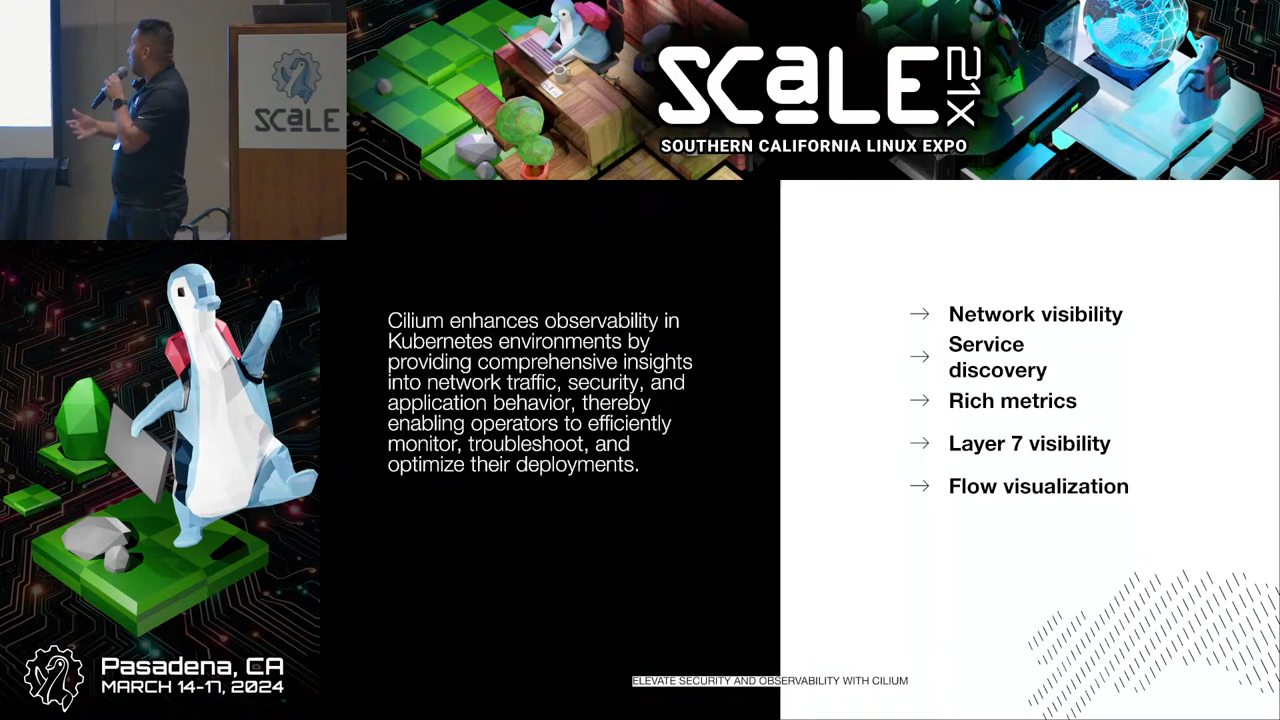 SCaLE
SCaLE
21X
SOUTHERN CALIFORNIA LINUX EXPO
Cilium enhances observability in
Kubernetes environments by
providing comprehensive insights
into network traffic, security, and
application behavior, thereby
enabling operators to efficiently
monitor, troubleshoot, and
optimize their deployments.
→ Network visibility
→ Service
discovery
→ Rich metrics
→ Layer 7 visibility
→ Flow visualization
ELEVATE SECURITY AND OBSERVABILITY WITH CILIUM
Pasadena, CA
MARCH 14-17, 2024